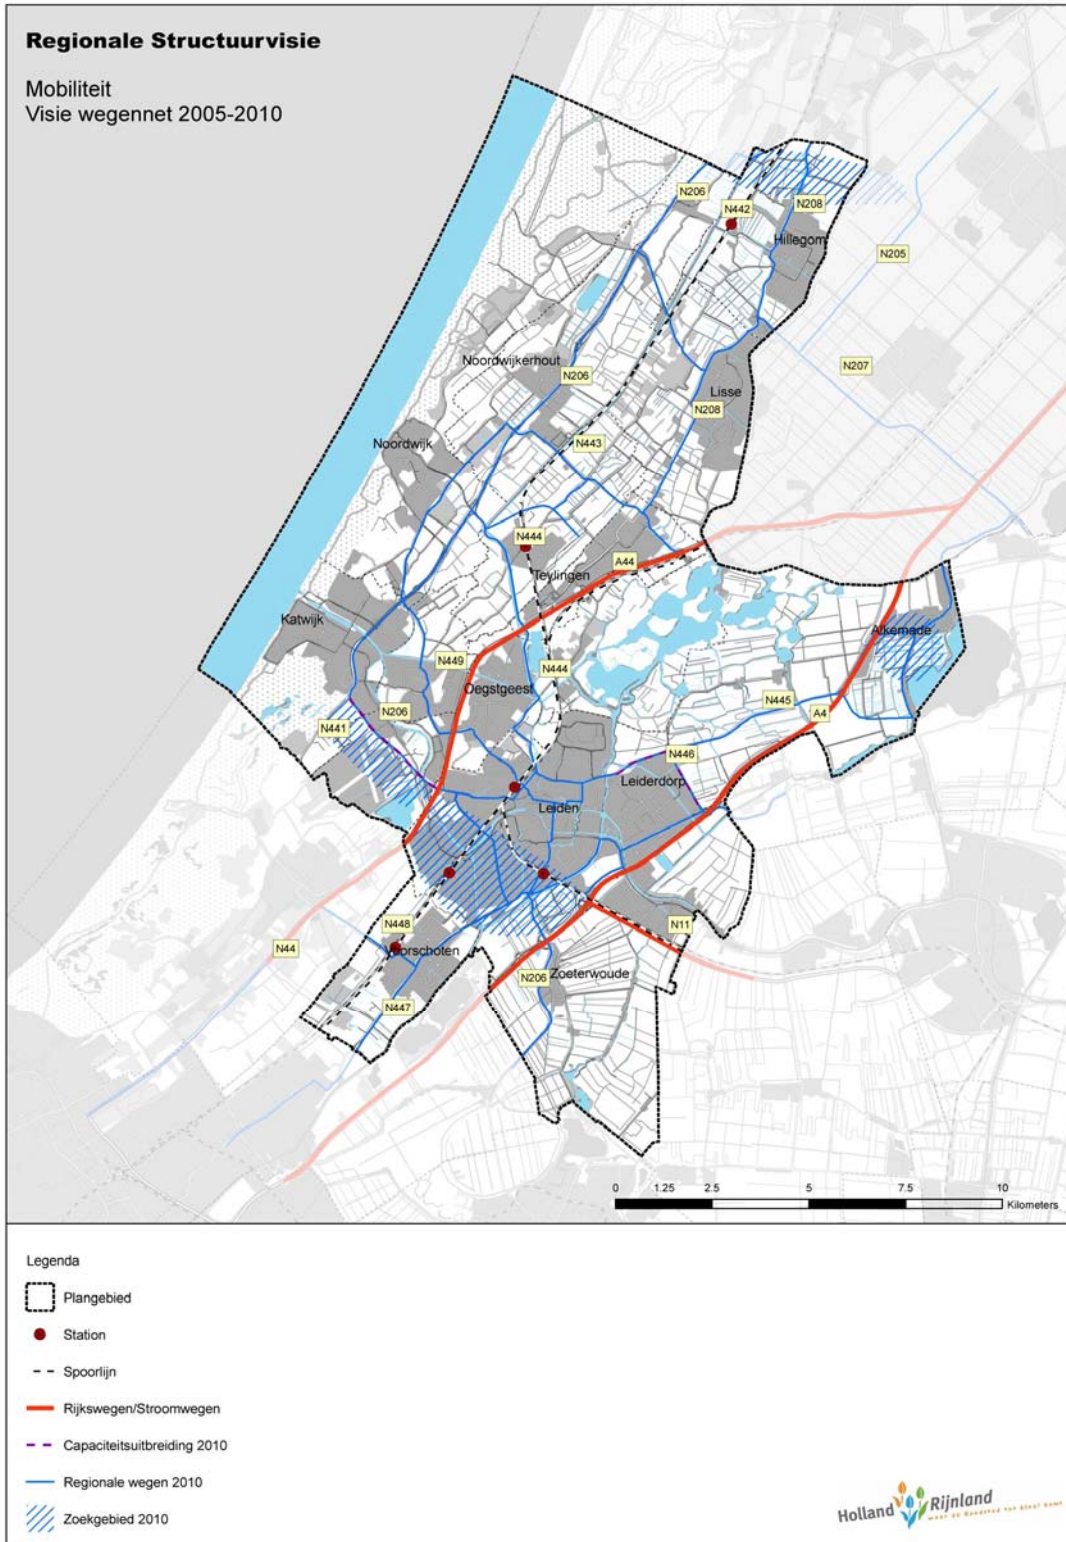 Regionale Structuurvisie
Mobiliteit
Visie wegennet 2005-2010
N206
N442
N208
Hillegom
N205
Noordwijkerhout
N206
N207
Lisse
N208
Noordwijk
N443
N444
A44
Teylingen
Katwijk
Alkemade
N449
N444
Oegstgeest
N445
N206
A4
N441
N446
Leiderdorp
Leiden
N448
N11
N44
Voorschoten
Zoeterwoude
N206
N447
0 1.25 2.5 5 7.5 10
Kilometers
Legenda
Plangebied
Station
Spoorlijn
Rijkswegen/Stroomwegen
Capaciteitsuitbreiding 2010
Regionale wegen 2010
Zoekgebied 2010
Holland Rijnland